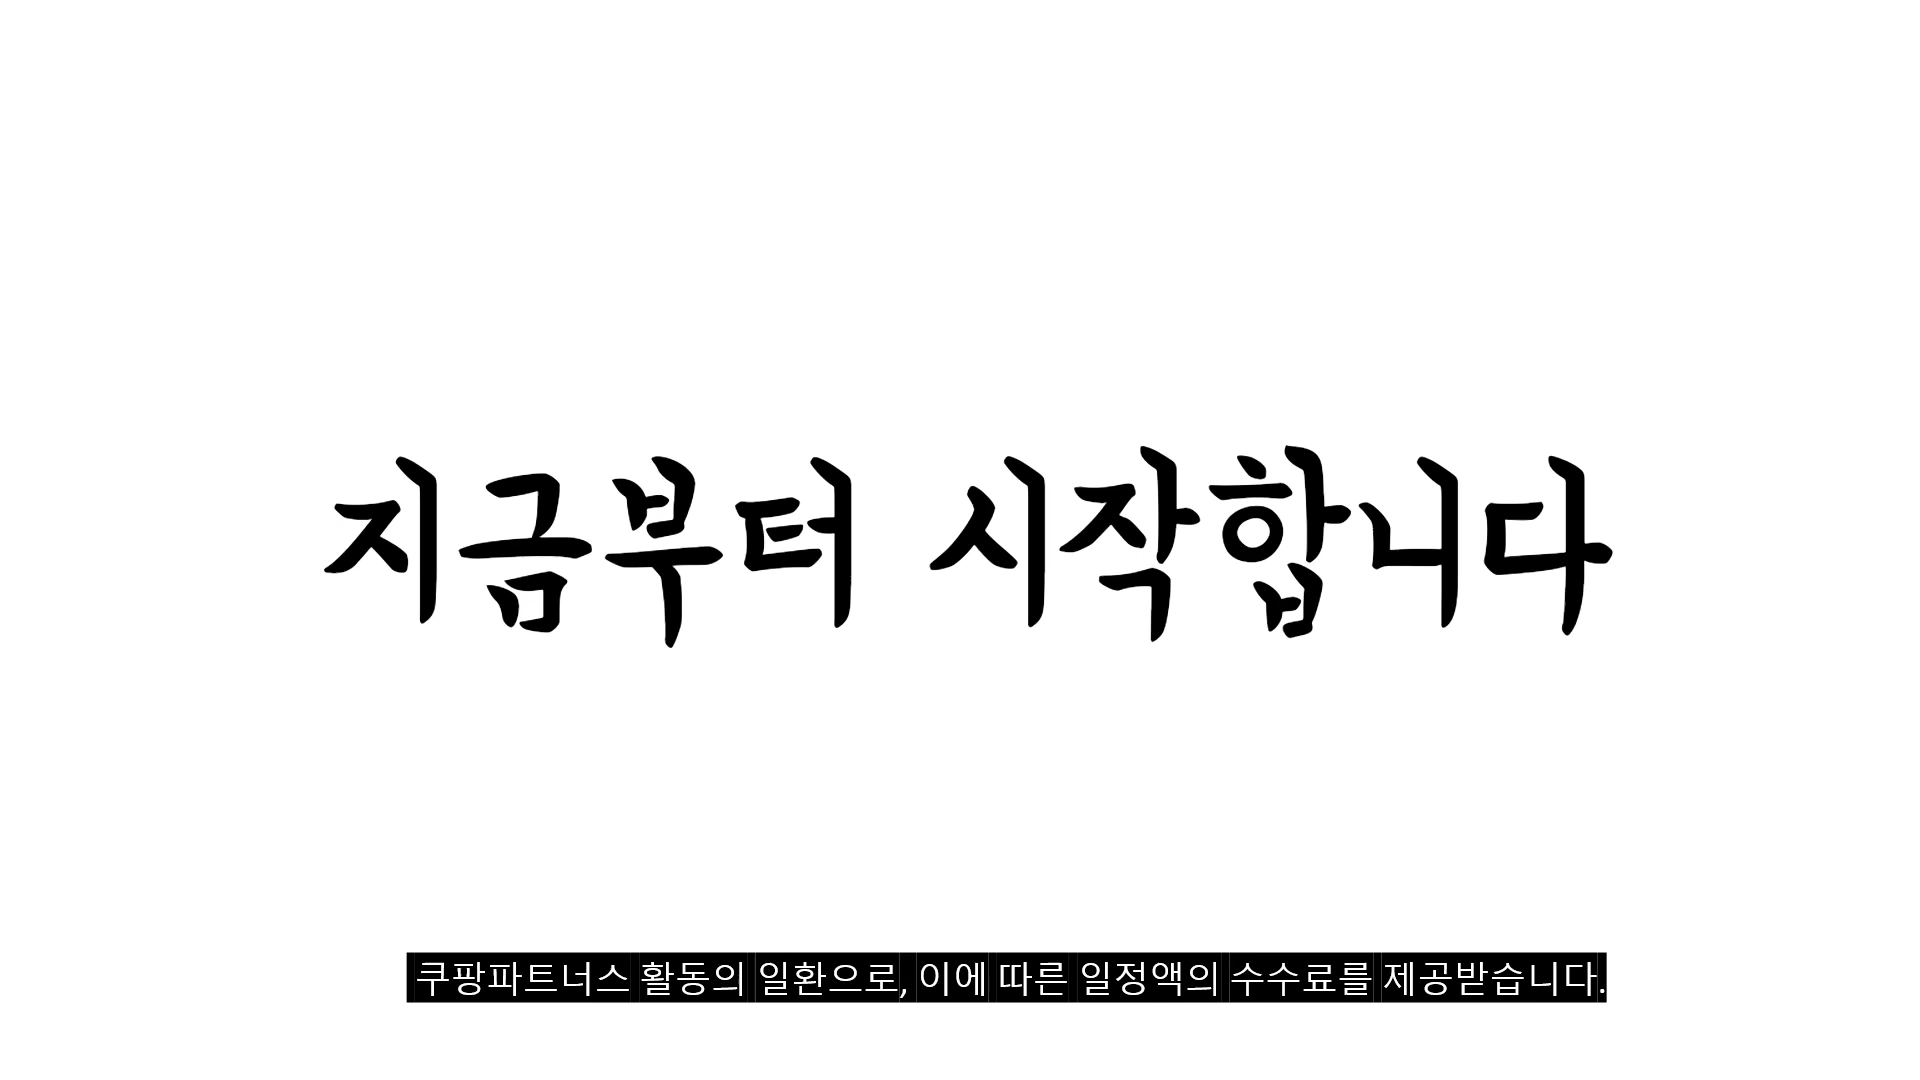 지금부터 시작합니다
쿠팡파트너스 활동의 일환으로, 이에 따른 일정액의 수수료를 제공받습니다.